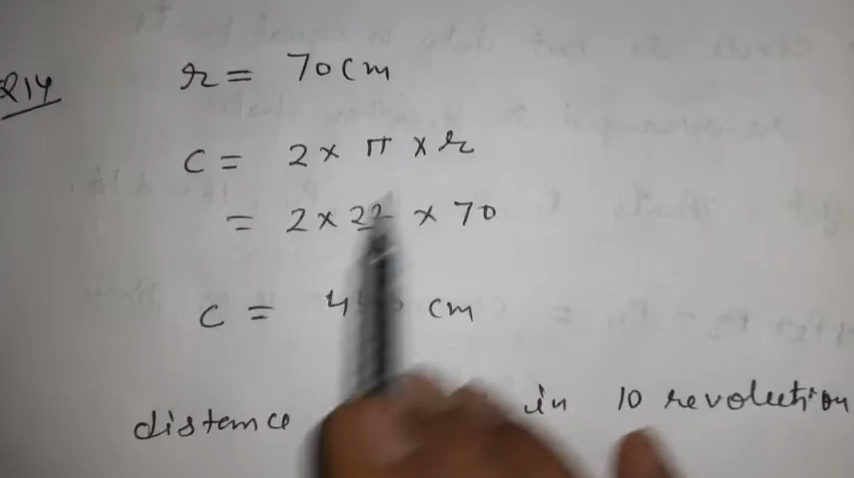 Q14
r = 70 cm
C = 2 × π × r
= 2 × 22 × 70
C = cm
distance in 10 revolution